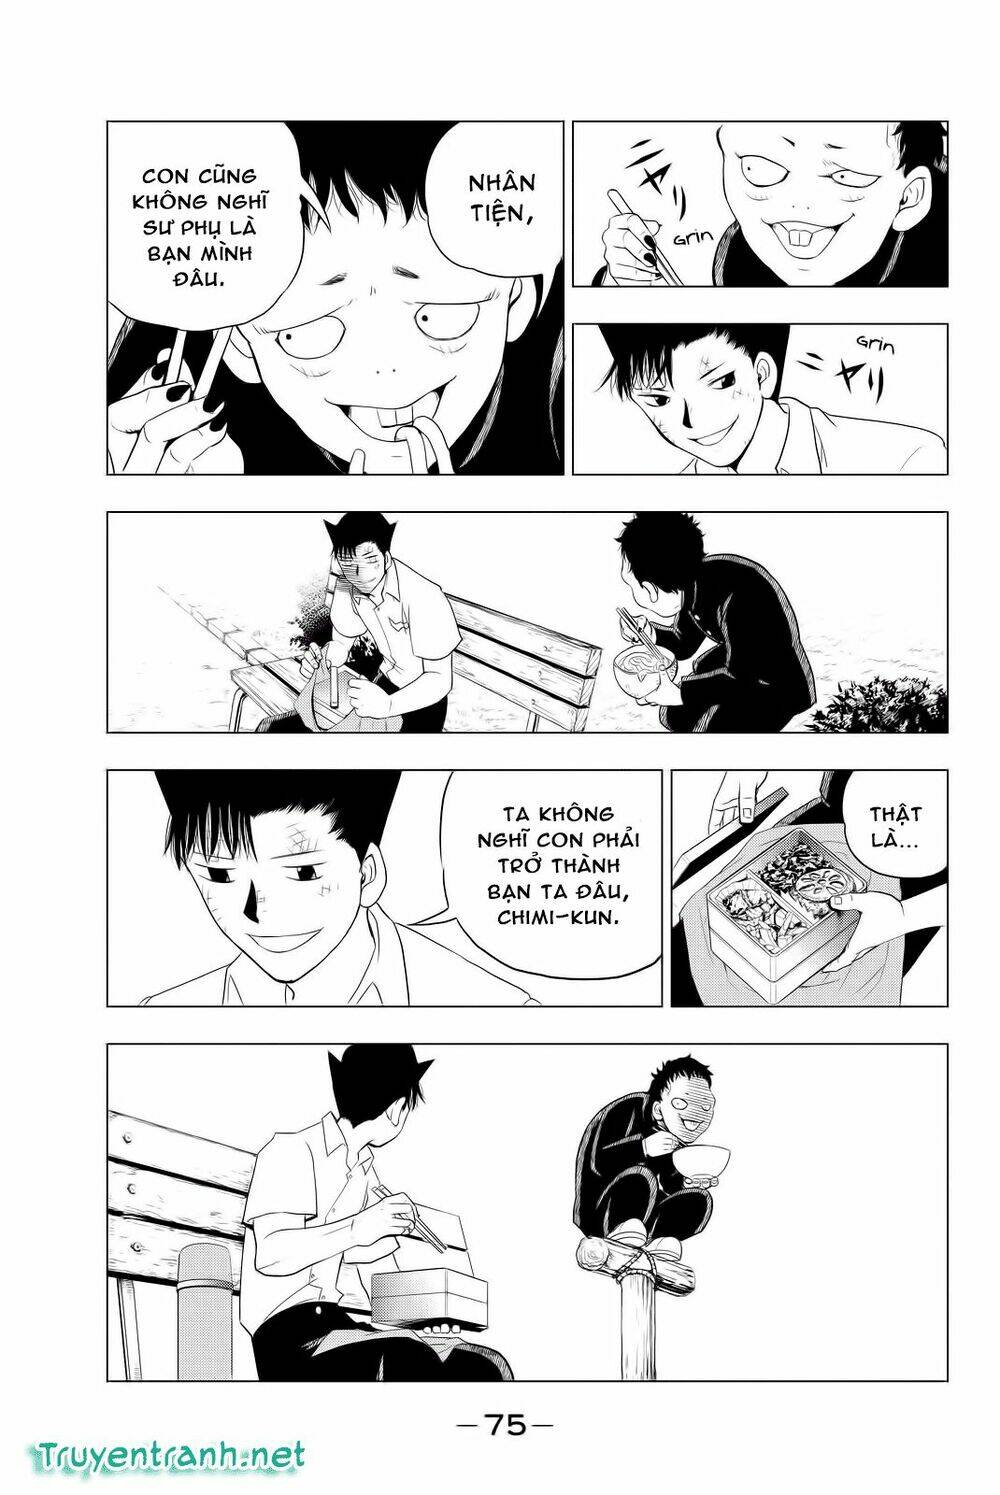 NHÂN
TIỆN,
CON CŨNG
KHÔNG NGHĨ
SƯ PHỤ LÀ
BẠN MÌNH
ĐÂU.
ニヤリ
Grin
Grin
ニヤリ
TA KHÔNG
NGHĨ CON PHẢI
TRỞ THÀNH
BẠN TA ĐÂU,
CHIMI-KUN.
THẬT
LÀ...
—75—
Truyentranh.net